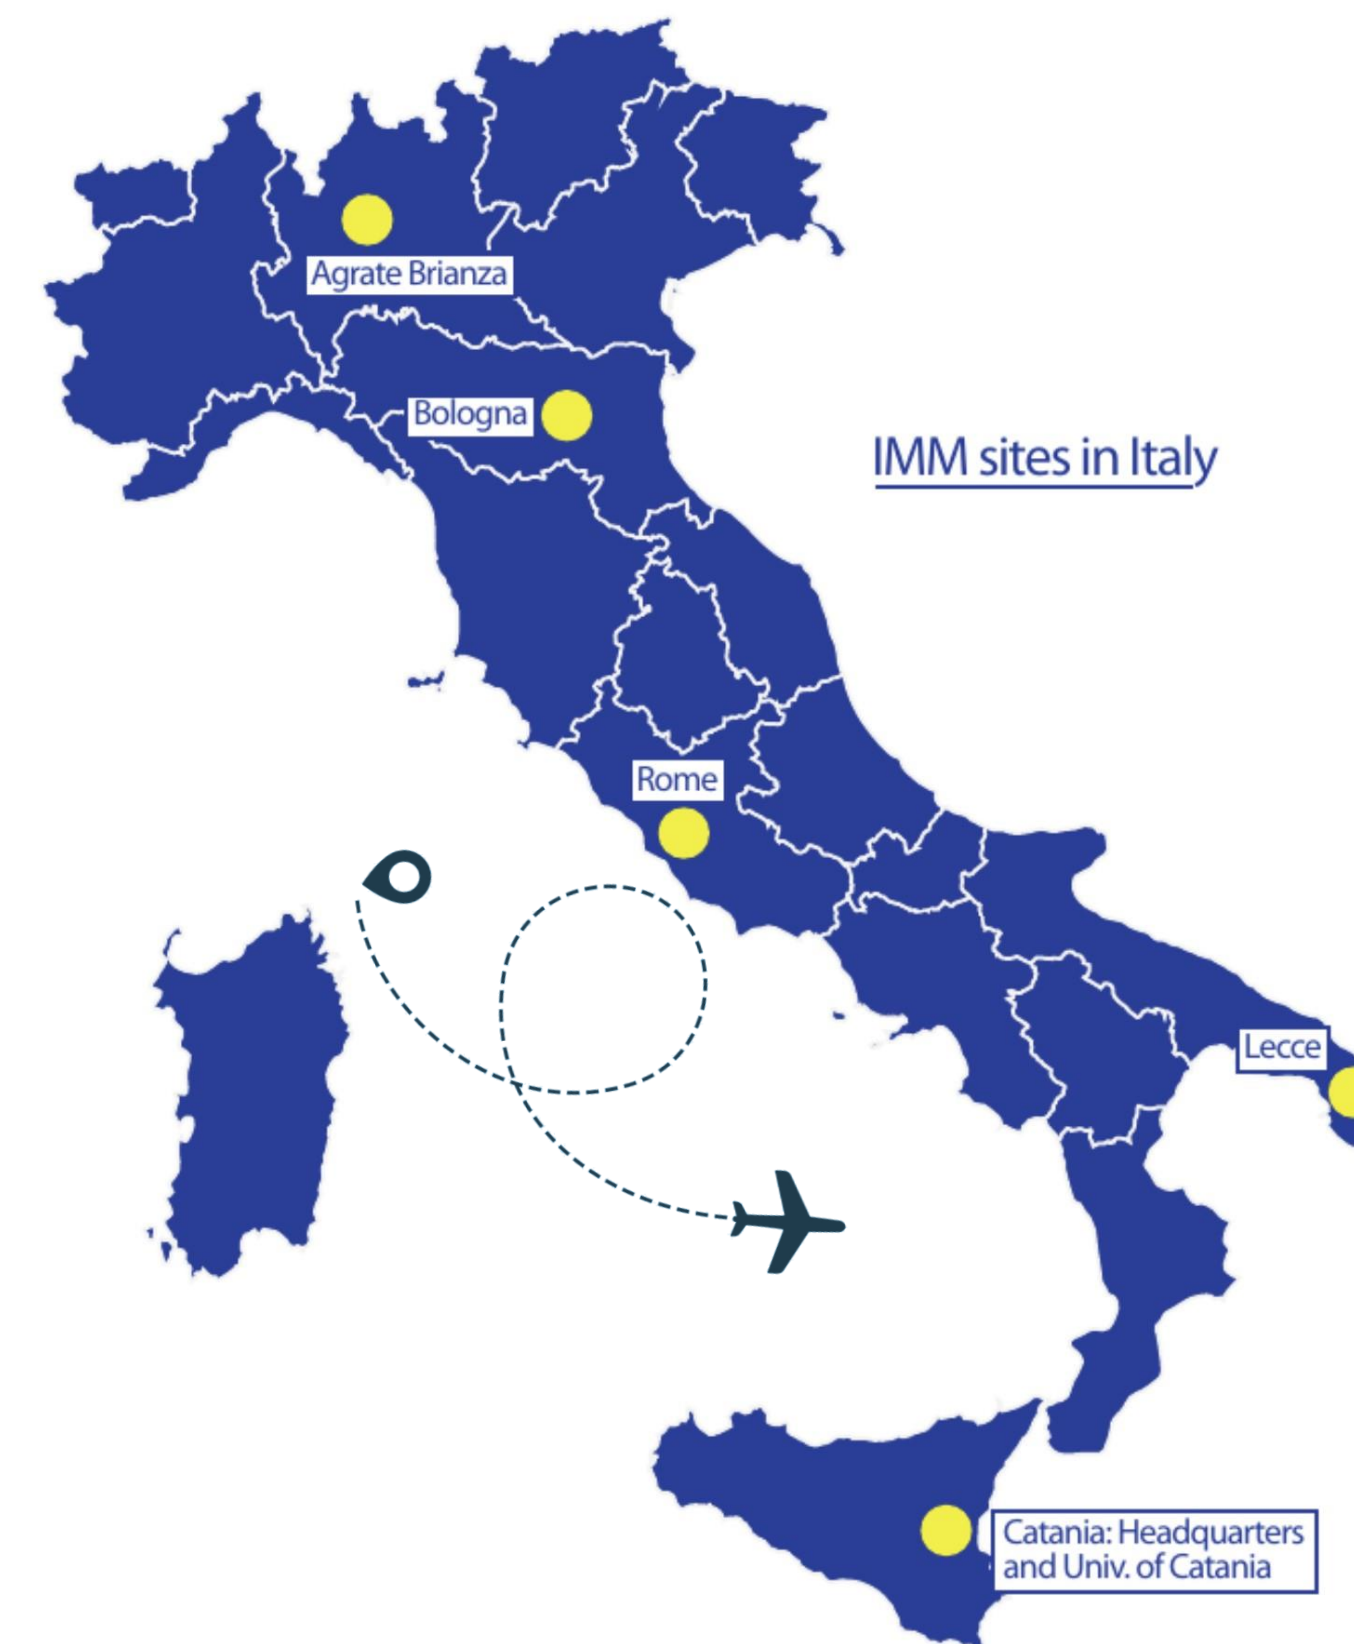 Agrate Brianza
Bologna
IMM sites in Italy
Rome
Lecce
Catania: Headquarters
and Univ. of Catania